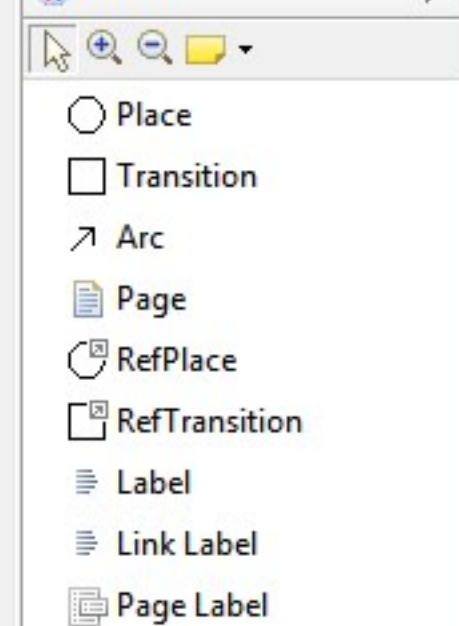 Place
Transition
Arc
Page
RefPlace
RefTransition
Label
Link Label
Page Label